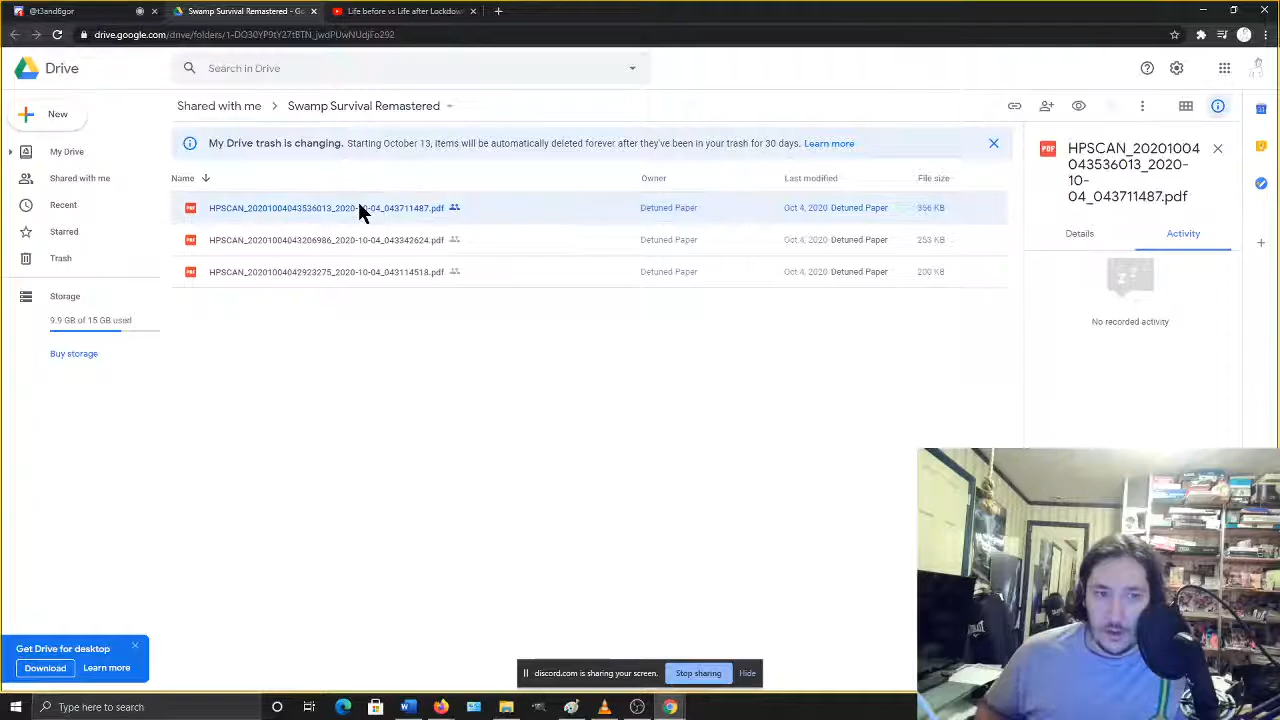 @t3and6gor
Swamp Survival Remastered - Go
Life before vs Life after Lockdow
drive.google.com/drive/folders/
Drive
Search in Drive
New
Shared with me
Swamp Survival Remastered
My Drive trash is changing. Starting October 13, items will be automatically deleted forever after they've been in your trash for 30 days. Learn more
Name
Owner
Last modified
File size
HPSCAN_20201004043536013_2020-10-04_043711487.pdf
Detuned Paper
Oct 4, 2020 Detuned Paper
356 KB
HPSCAN_20201004043206986_2020-10-04_043342624.pdf
Detuned Paper
Oct 4, 2020 Detuned Paper
253 KB
HPSCAN_20201004042923275_2020-10-04_043114518.pdf
Detuned Paper
Oct 4, 2020 Detuned Paper
200 KB
My Drive
Shared with me
Recent
Starred
Trash
Storage
9.9 GB of 15 GB used
Buy storage
PDF
HPSCAN_20201004
043536013_2020-
10-
04_043711487.pdf
Details
Activity
No recorded activity
Get Drive for desktop
Download
Learn more
discord.com is sharing your screen.
Stop sharing
Hide
Type here to search